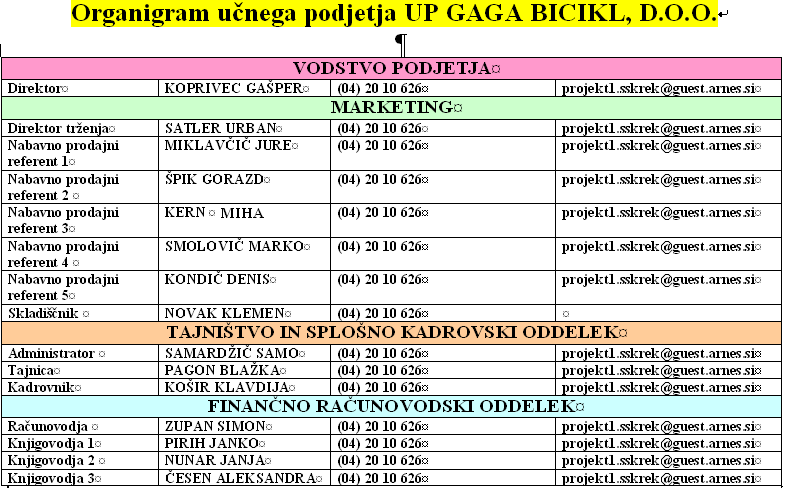 Organigram učnega podjetja UP GAGA BICIKL, D.O.O.
VODSTVO PODJETJA
Direktor KOPRIVEC GAŠPER (04) 20 10 626 projekt1.sskrek@guest.arnes.si
MARKETING
Direktor trženja SATLER URBAN (04) 20 10 626 projekt1.sskrek@guest.arnes.si
Nabavno prodajni MIKLAVČIČ JURE (04) 20 10 626 projekt1.sskrek@guest.arnes.si
referent 1
Nabavno prodajni ŠPIK GORAZD (04) 20 10 626 projekt1.sskrek@guest.arnes.si
referent 2
Nabavno prodajni KERN MIHA (04) 20 10 626 projekt1.sskrek@guest.arnes.si
referent 3
Nabavno prodajni SMOLOVIČ MARKO (04) 20 10 626 projekt1.sskrek@guest.arnes.si
referent 4
Nabavno prodajni KONDIČ DENIS (04) 20 10 626 projekt1.sskrek@guest.arnes.si
referent 5
Skladiščnik NOVAK KLEMEN (04) 20 10 626
TAJNIŠTVO IN SPLOŠNO KADROVSKI ODDELEK
Administrator SAMARDŽIČ SAMO (04) 20 10 626 projekt1.sskrek@guest.arnes.si
Tajnica PAGON BLAŽKA (04) 20 10 626 projekt1.sskrek@guest.arnes.si
Kadrovnik KOŠIR KLAVDIJA (04) 20 10 626 projekt1.sskrek@guest.arnes.si
FINANČNO RAČUNOVODSKI ODDELEK
Računovodja ZUPAN SIMON (04) 20 10 626 projekt1.sskrek@guest.arnes.si
Knjigovodja 1 PIRIH JANKO (04) 20 10 626 projekt1.sskrek@guest.arnes.si
Knjigovodja 2 NUNAR JANJA (04) 20 10 626 projekt1.sskrek@guest.arnes.si
Knjigovodja 3 ČESEN ALEKSANDRA (04) 20 10 626 projekt1.sskrek@guest.arnes.si